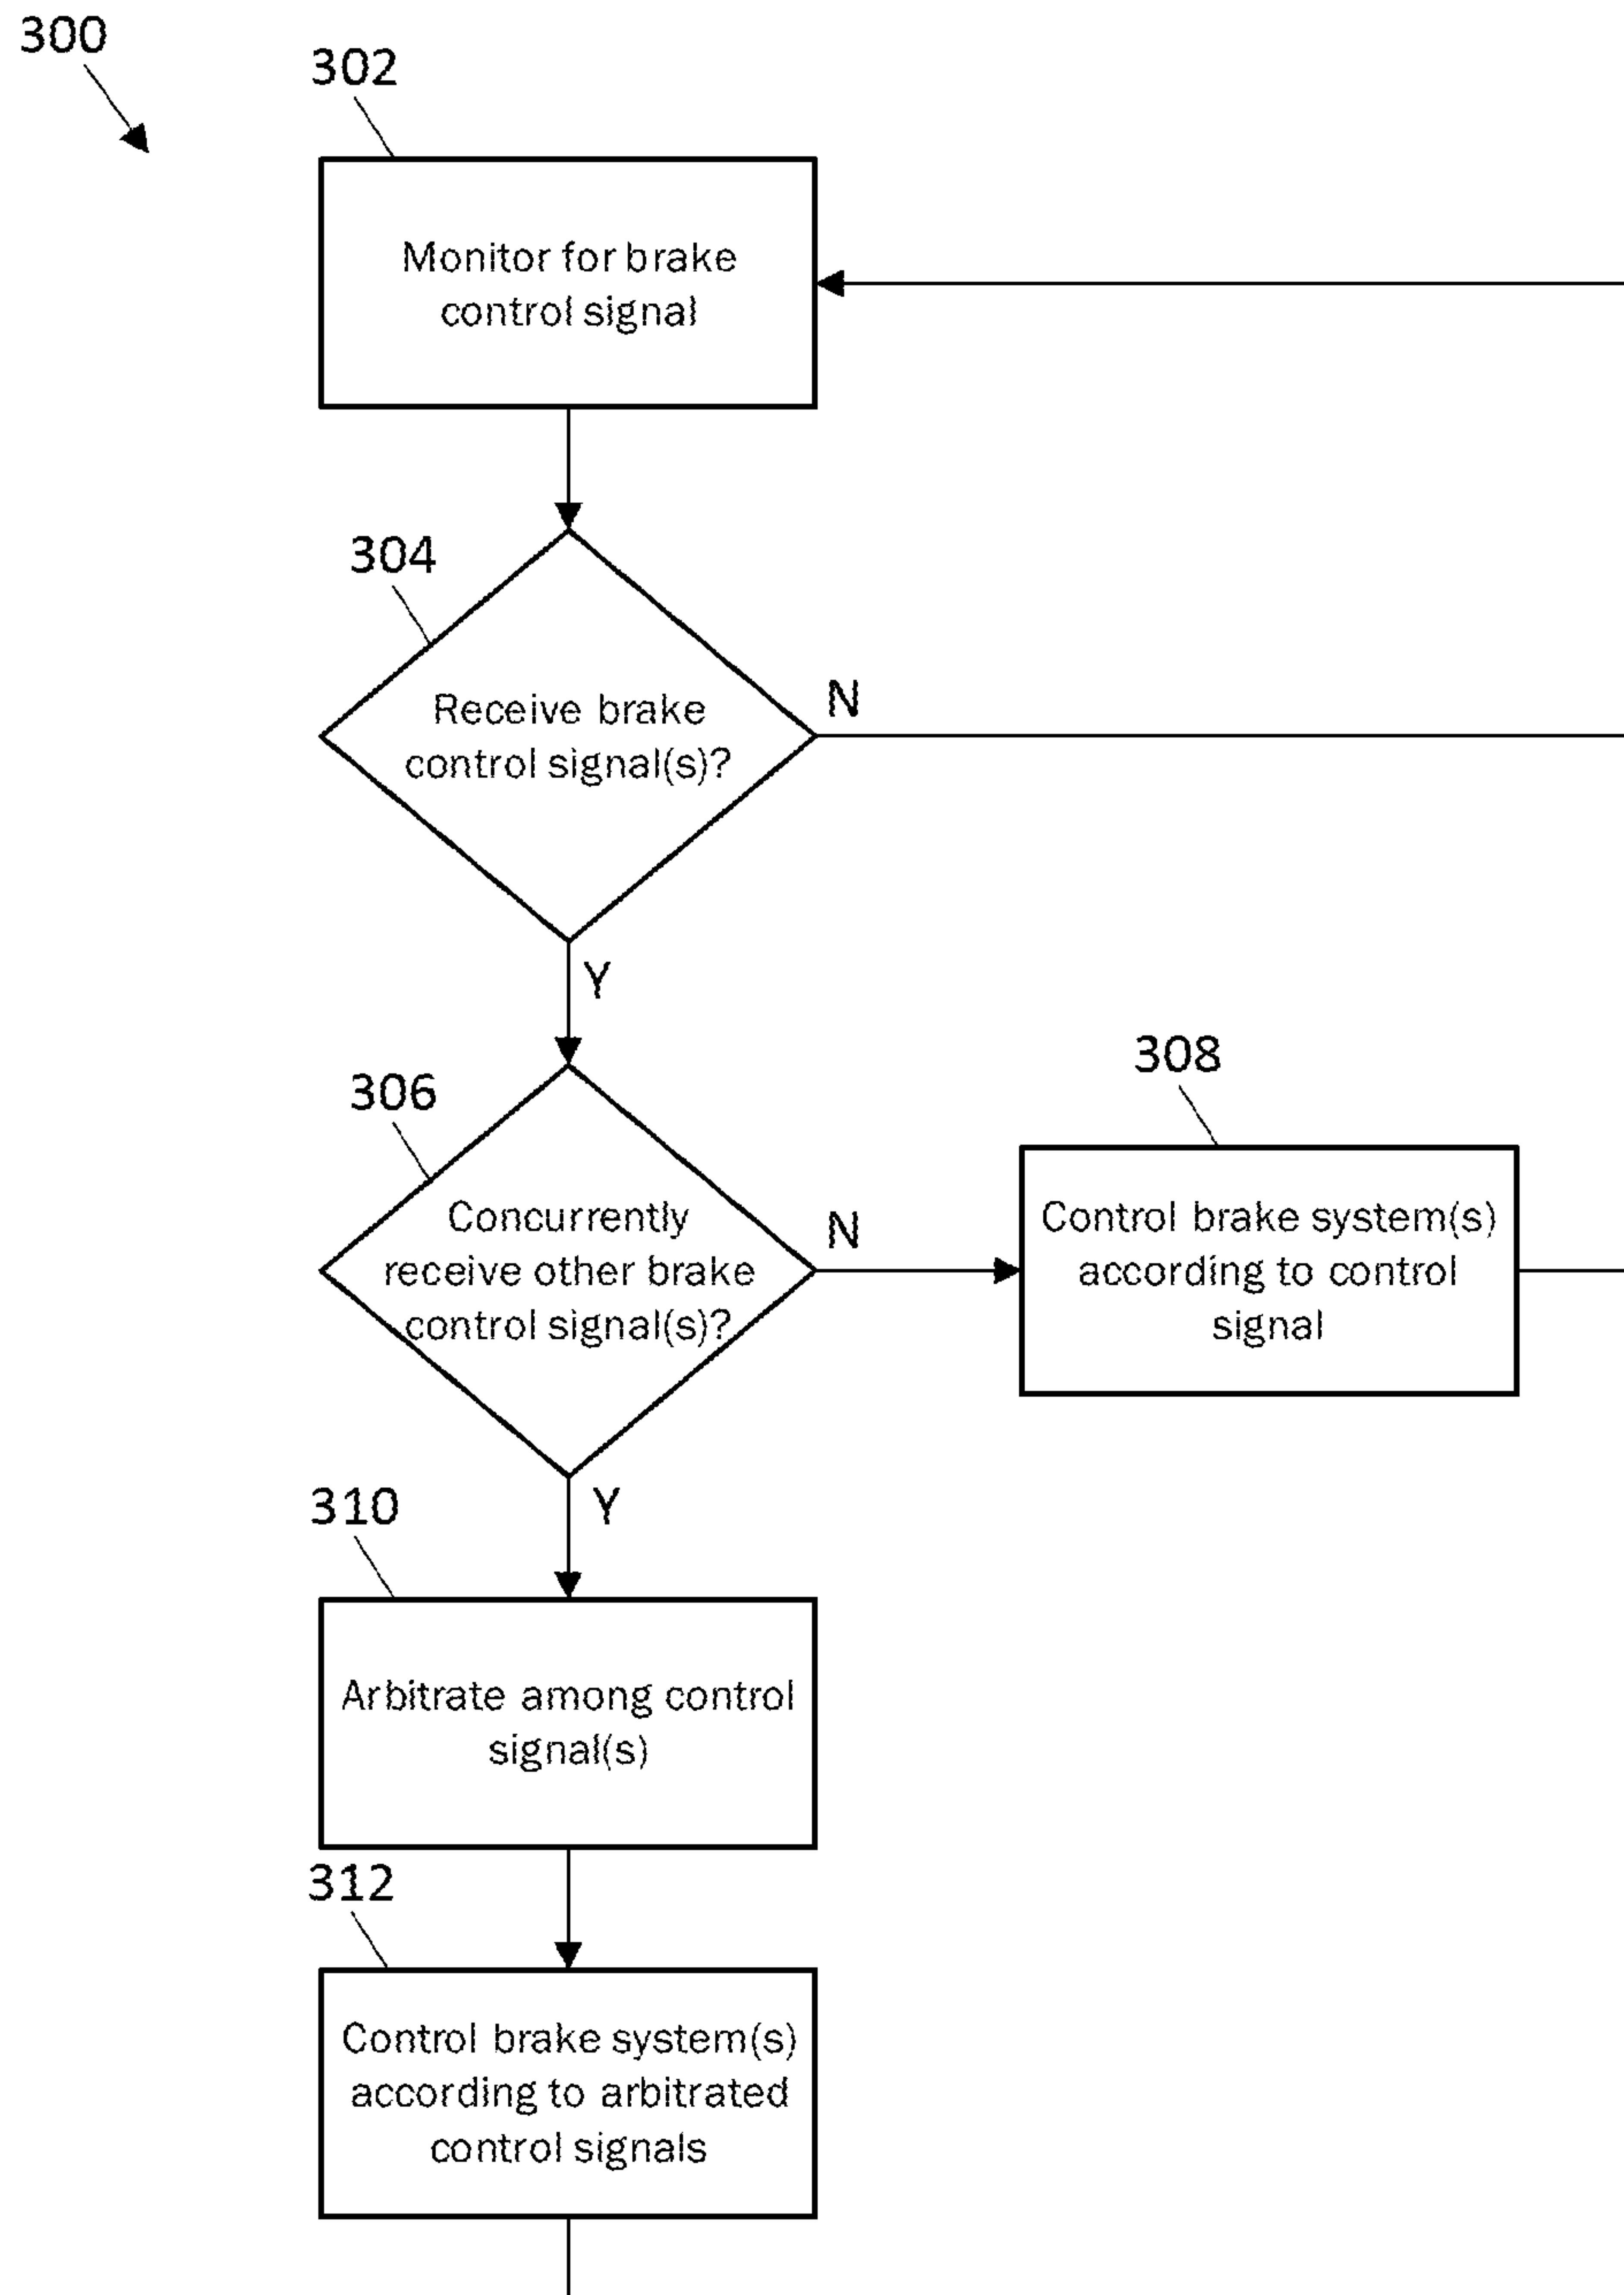 300
302
Monitor for brake
control signal
304
Receive brake
control signal(s)?
N
Y
306
Concurrently
receive other brake
control signal(s)?
N
308
Control brake system(s)
according to control
signal
Y
310
Arbitrate among control
signal(s)
312
Control brake system(s)
according to arbitrated
control signals